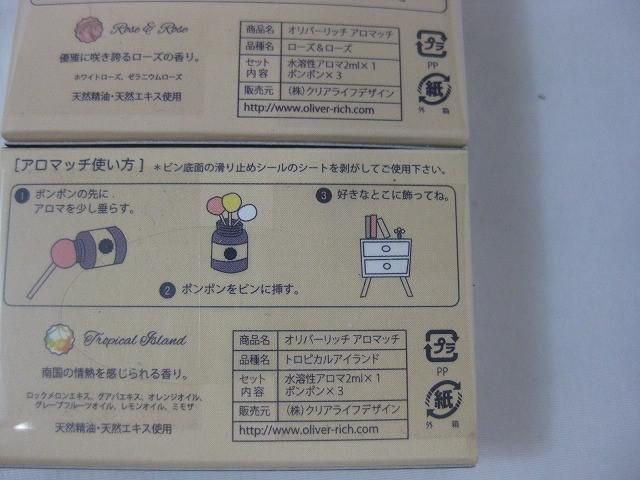 Rose & Rose
優雅に咲き誇るローズの香り。
ホワイトローズ、ゼラニウムローズ
天然精油・天然エキス使用
商品名 オリバーリッチ アロマッチ
品種名 ローズ&ローズ
セット内容 水溶性アロマ2ml×1
ポンポン×3
販売元 (株)クリアライフデザイン
http://www.oliver-rich.com
プラ
PP
紙
外箱
[アロマッチ使い方] *ビン底面の滑り止めシールのシートを剥がしてご使用下さい。
1 ポンポンの先に
アロマを少し垂らす。
2 ポンポンをビンに挿す。
3 好きなとこに飾ってね。
Tropical Island
南国の情熱を感じられる香り。
ロックメロンエキス、グアバエキス、オレンジオイル、
グレープフルーツオイル、レモンオイル、ミモザ
天然精油・天然エキス使用
商品名 オリバーリッチ アロマッチ
品種名 トロピカルアイランド
セット内容 水溶性アロマ2ml×1
ポンポン×3
販売元 (株)クリアライフデザイン
http://www.oliver-rich.com
プラ
PP
紙
外箱